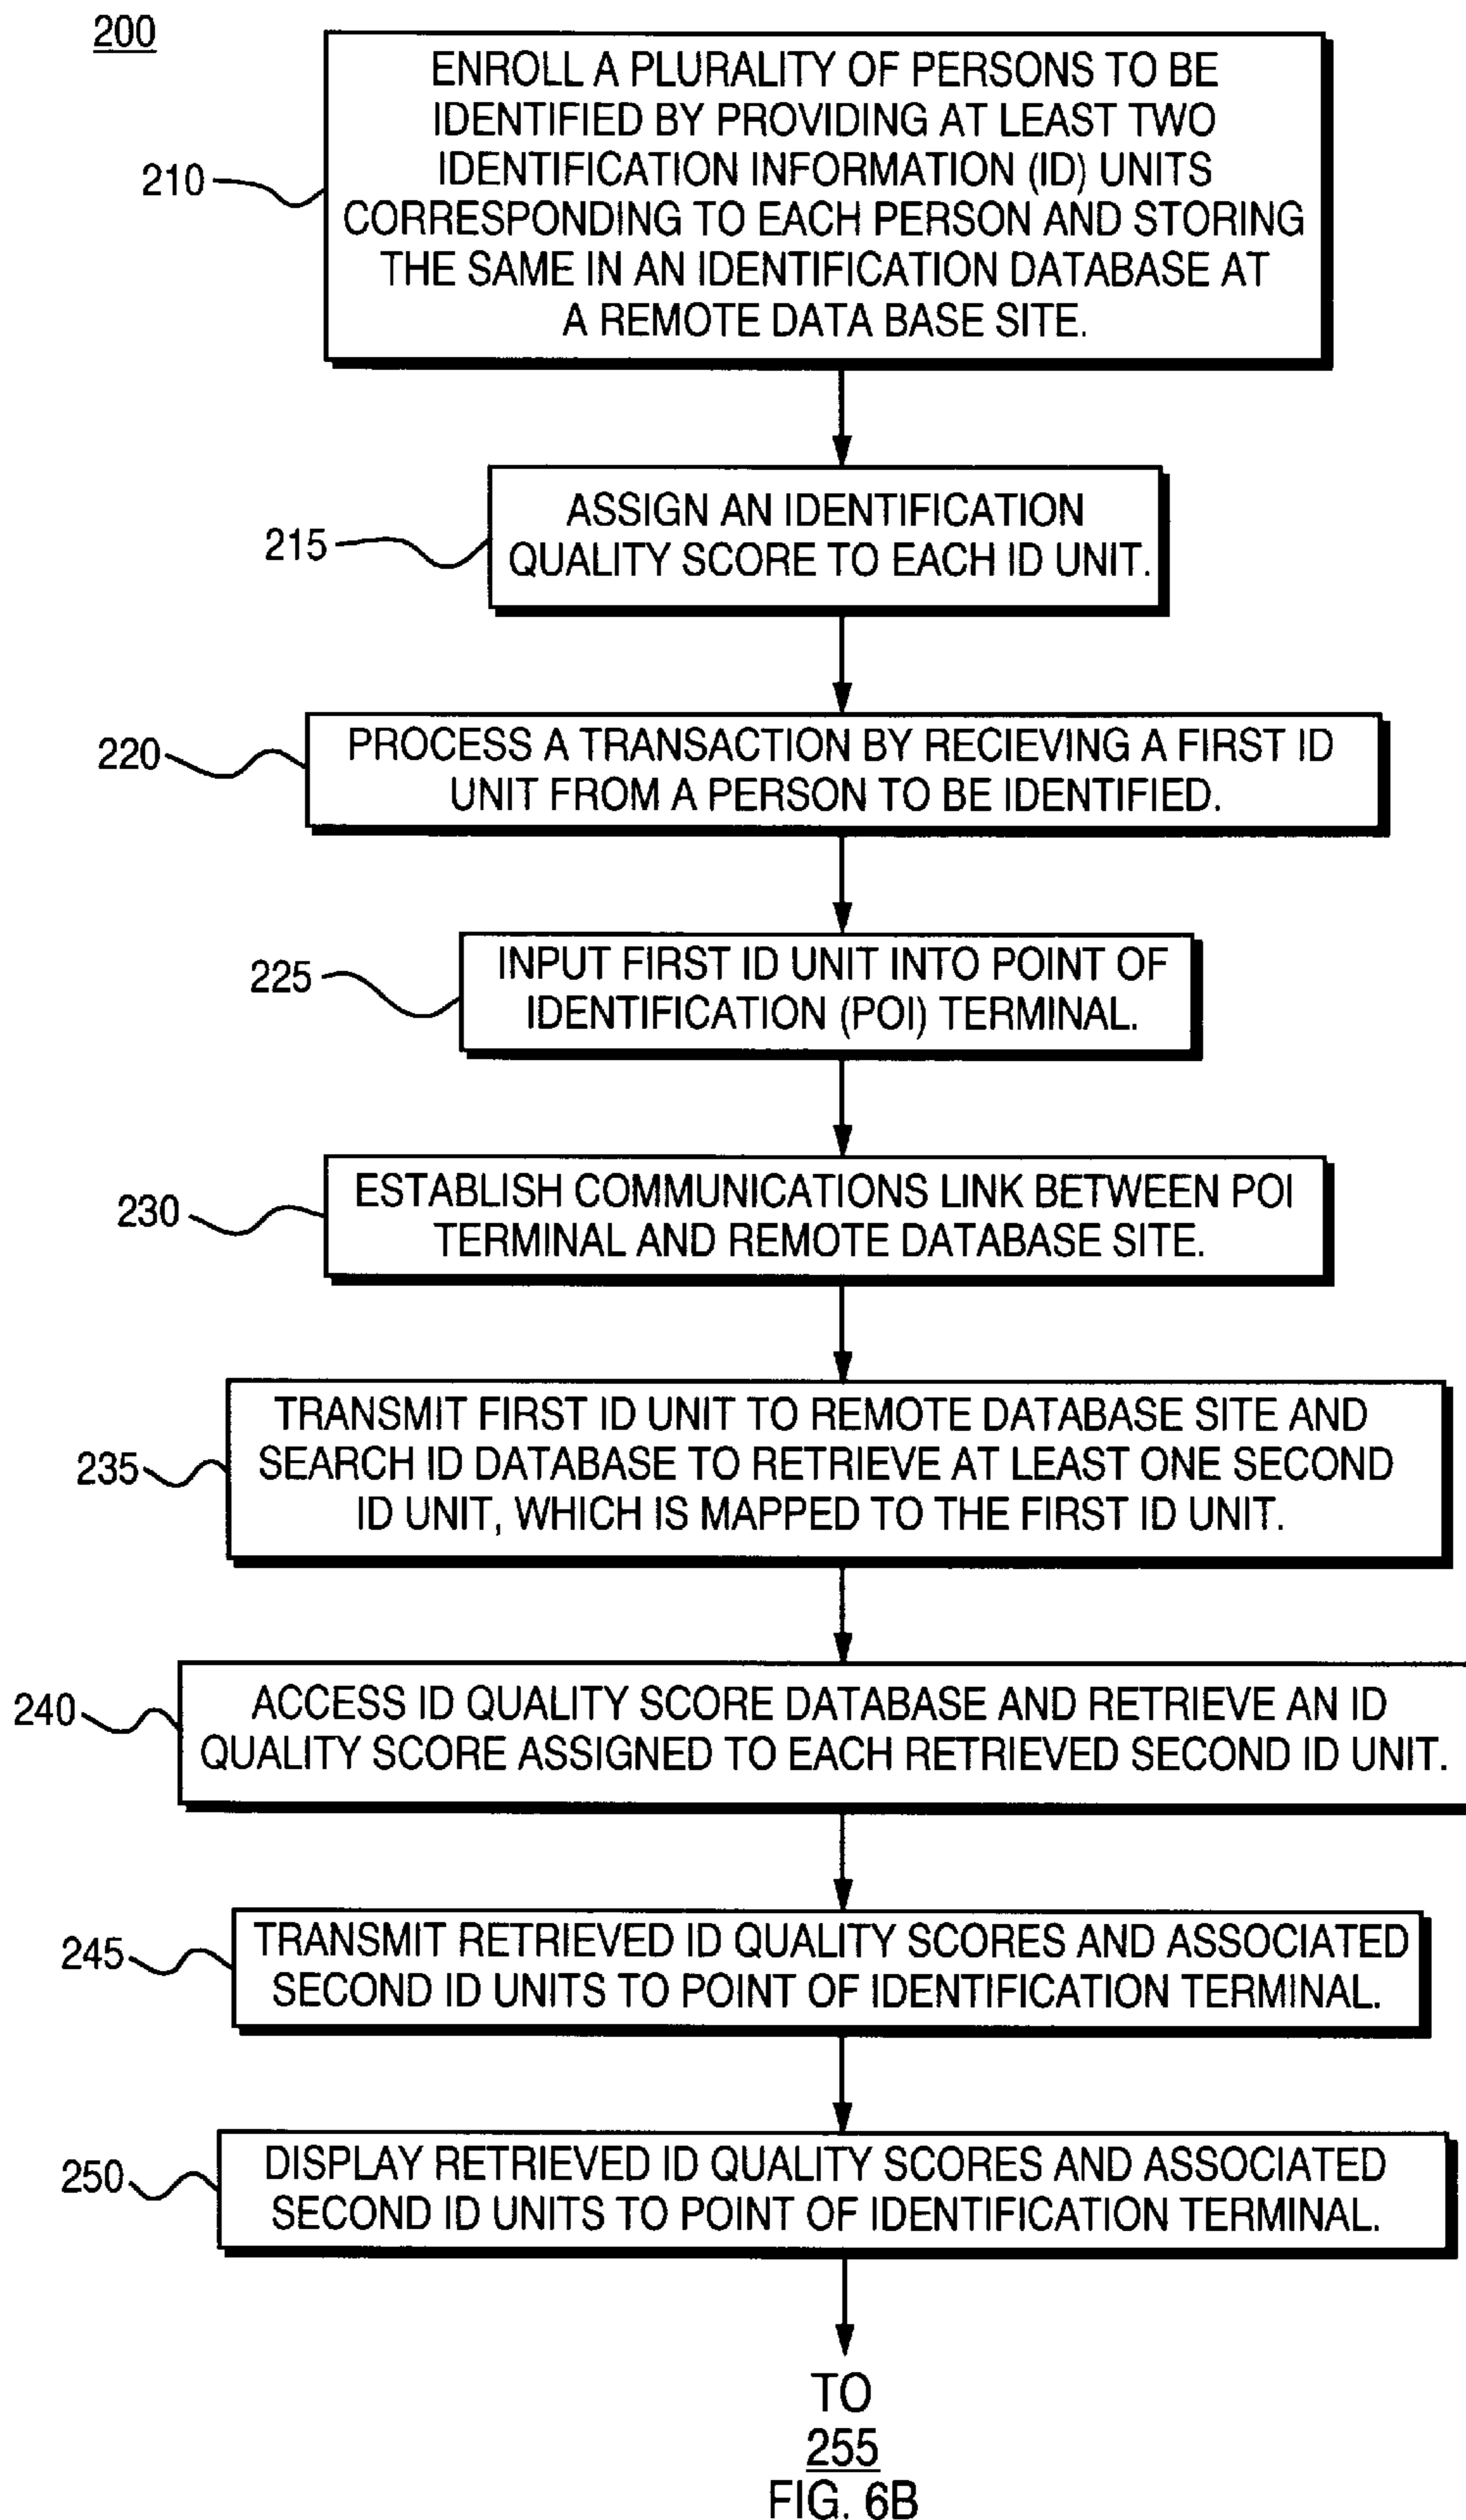 200
ENROLL A PLURALITY OF PERSONS TO BE
IDENTIFIED BY PROVIDING AT LEAST TWO
IDENTIFICATION INFORMATION (ID) UNITS
CORRESPONDING TO EACH PERSON AND STORING
THE SAME IN AN IDENTIFICATION DATABASE AT
A REMOTE DATA BASE SITE.
210
ASSIGN AN IDENTIFICATION
QUALITY SCORE TO EACH ID UNIT.
215
PROCESS A TRANSACTION BY RECIEVING A FIRST ID
UNIT FROM A PERSON TO BE IDENTIFIED.
220
INPUT FIRST ID UNIT INTO POINT OF
IDENTIFICATION (POI) TERMINAL.
225
ESTABLISH COMMUNICATIONS LINK BETWEEN POI
TERMINAL AND REMOTE DATABASE SITE.
230
TRANSMIT FIRST ID UNIT TO REMOTE DATABASE SITE AND
SEARCH ID DATABASE TO RETRIEVE AT LEAST ONE SECOND
ID UNIT, WHICH IS MAPPED TO THE FIRST ID UNIT.
235
ACCESS ID QUALITY SCORE DATABASE AND RETRIEVE AN ID
QUALITY SCORE ASSIGNED TO EACH RETRIEVED SECOND ID UNIT.
240
TRANSMIT RETRIEVED ID QUALITY SCORES AND ASSOCIATED
SECOND ID UNITS TO POINT OF IDENTIFICATION TERMINAL.
245
DISPLAY RETRIEVED ID QUALITY SCORES AND ASSOCIATED
SECOND ID UNITS TO POINT OF IDENTIFICATION TERMINAL.
250
TO
255
FIG. 6B